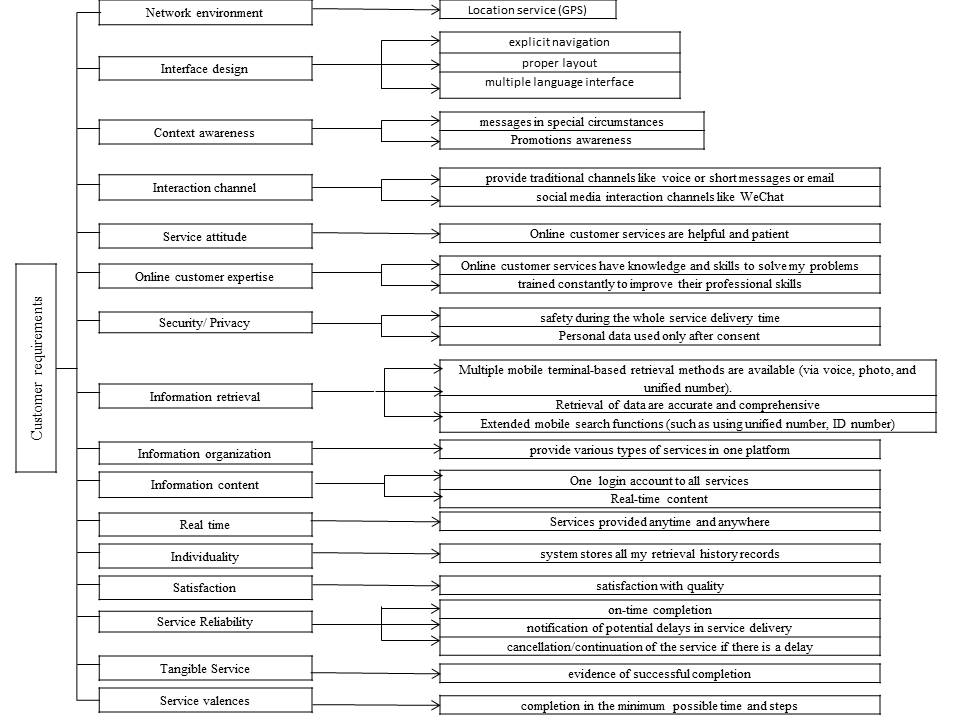 Customer requirements
Network environment
Location service (GPS)
Interface design
explicit navigation
proper layout
multiple language interface
Context awareness
messages in special circumstances
Promotions awareness
Interaction channel
provide traditional channels like voice or short messages or email
social media interaction channels like WeChat
Service attitude
Online customer services are helpful and patient
Online customer expertise
Online customer services have knowledge and skills to solve my problems
trained constantly to improve their professional skills
Security/ Privacy
safety during the whole service delivery time
Personal data used only after consent
Information retrieval
Multiple mobile terminal-based retrieval methods are available (via voice, photo, and
unified number).
Retrieval of data are accurate and comprehensive
Extended mobile search functions (such as using unified number, ID number)
Information organization
provide various types of services in one platform
Information content
One login account to all services
Real-time content
Real time
Services provided anytime and anywhere
Individuality
system stores all my retrieval history records
Satisfaction
satisfaction with quality
Service Reliability
on-time completion
notification of potential delays in service delivery
cancellation/continuation of the service if there is a delay
Tangible Service
evidence of successful completion
Service valences
completion in the minimum possible time and steps